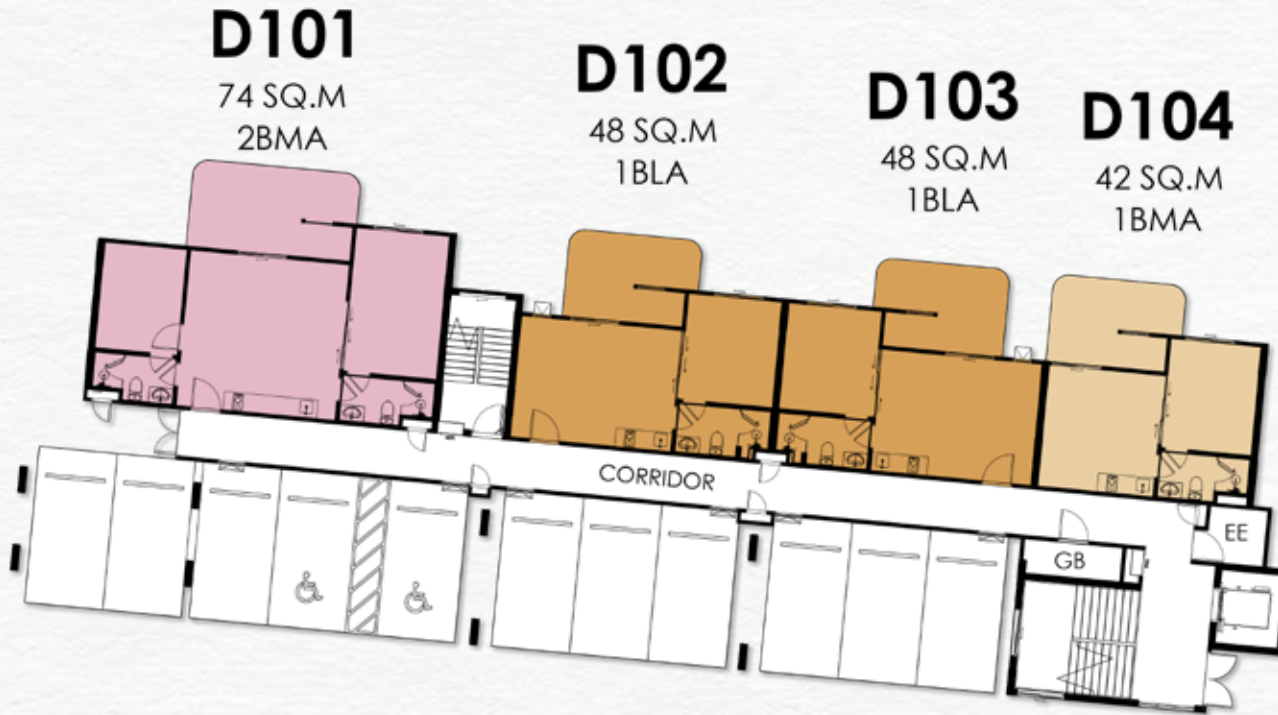 D101
74 SQ.M
2BMA
D102
48 SQ.M
1BLA
D103
48 SQ.M
1BLA
D104
42 SQ.M
1BMA
CORRIDOR
EE
GB